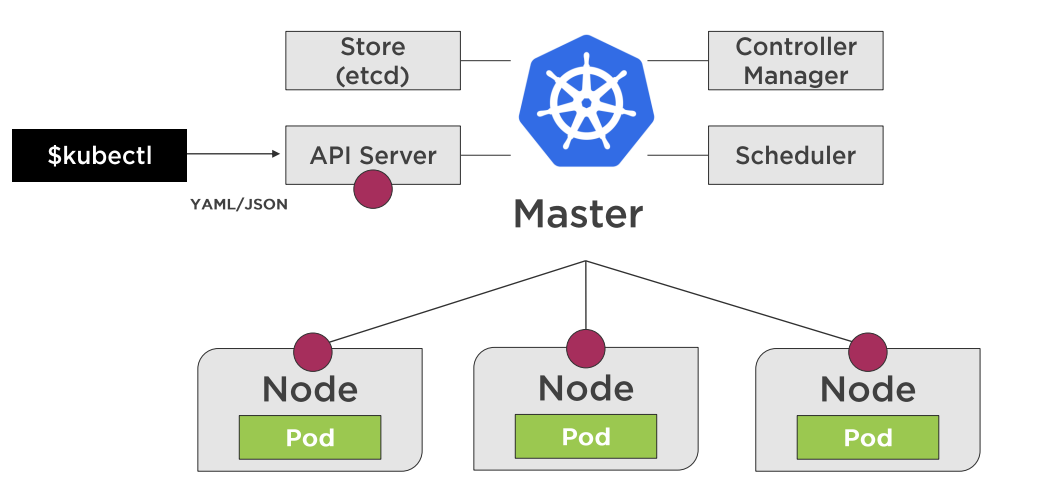 Store
(etcd)
Controller
Manager
$kubectl
API Server
Scheduler
YAML/JSON
Master
Node
Node
Node
Pod
Pod
Pod